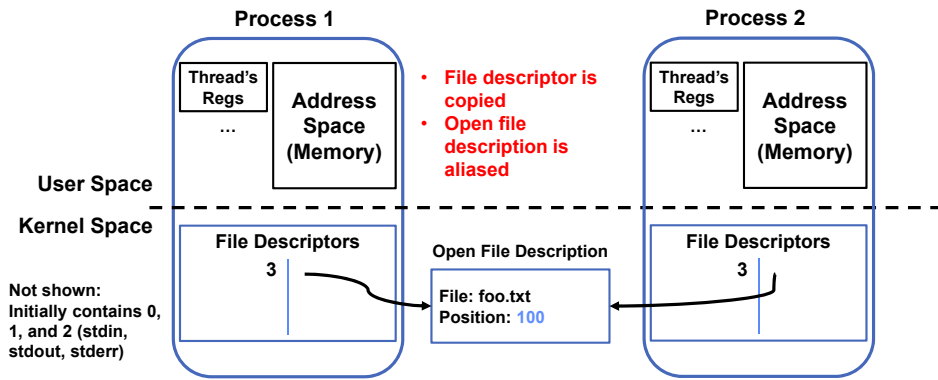 Process 1
Process 2
Thread's
Regs
...
Address
Space
(Memory)
• File descriptor is
copied
• Open file
description is
aliased
Thread's
Regs
...
Address
Space
(Memory)
User Space
Kernel Space
File Descriptors
3
Open File Description
File: foo.txt
Position: 100
File Descriptors
3
Not shown:
Initially contains 0,
1, and 2 (stdin,
stdout, stderr)